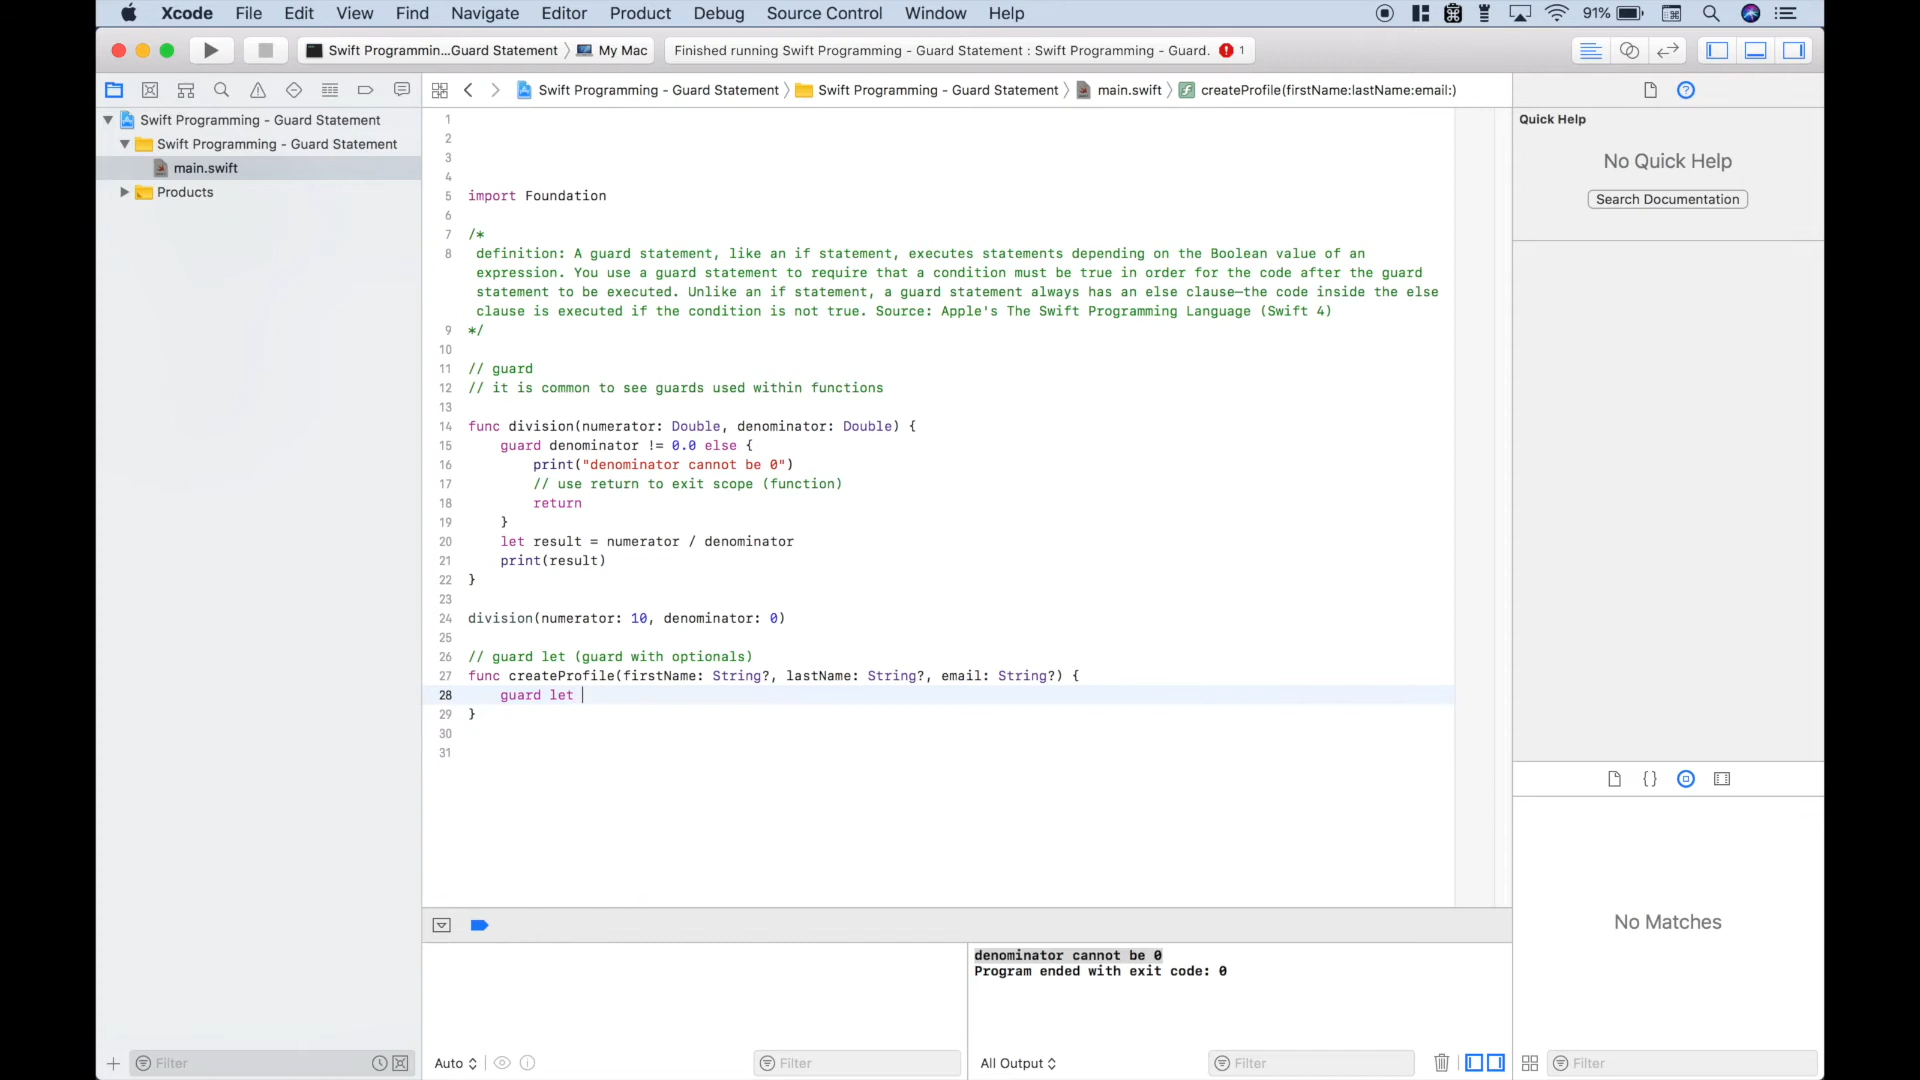 Xcode File Edit View Find Navigate Editor Product Debug Source Control Window Help 91%
Swift Programmin...Guard Statement My Mac Finished running Swift Programming - Guard Statement : Swift Programming - Guard. 1
Swift Programming - Guard Statement Swift Programming - Guard Statement main.swift createProfile(firstName:lastName:email:)
Swift Programming - Guard Statement
Swift Programming - Guard Statement
main.swift
Products
1
2
3
4
5 import Foundation
6
7 /*
8 definition: A guard statement, like an if statement, executes statements depending on the Boolean value of an
expression. You use a guard statement to require that a condition must be true in order for the code after the guard
statement to be executed. Unlike an if statement, a guard statement always has an else clause—the code inside the else
clause is executed if the condition is not true. Source: Apple's The Swift Programming Language (Swift 4)
9 */
10
11 // guard
12 // it is common to see guards used within functions
13
14 func division(numerator: Double, denominator: Double) {
15 guard denominator != 0.0 else {
16 print("denominator cannot be 0")
17 // use return to exit scope (function)
18 return
19 }
20 let result = numerator / denominator
21 print(result)
22 }
23
24 division(numerator: 10, denominator: 0)
25
26 // guard let (guard with optionals)
27 func createProfile(firstName: String?, lastName: String?, email: String?) {
28 guard let
29 }
30
31
Quick Help
No Quick Help
Search Documentation
No Matches
denominator cannot be 0
Program ended with exit code: 0
Filter Auto Filter All Output Filter Filter